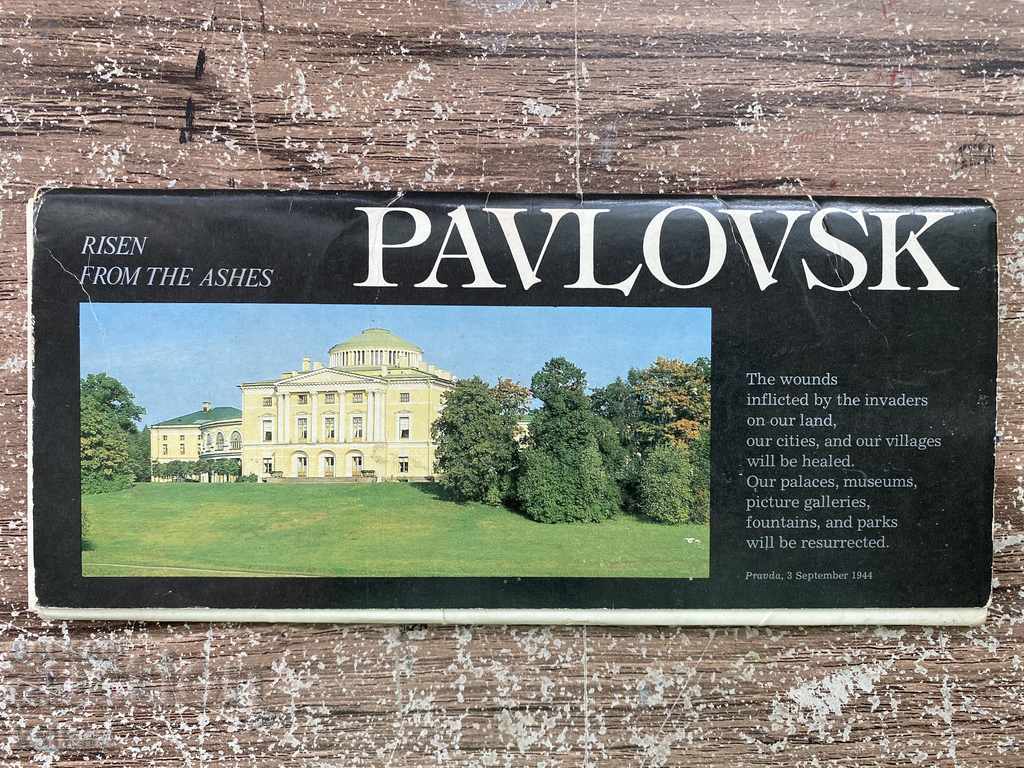 RISEN
FROM THE ASHES
PAVLOVSK
The wounds
inflicted by the invaders
on our land,
our cities, and our villages
will be healed.
Our palaces, museums,
picture galleries,
fountains, and parks
will be resurrected.
Pravda, 3 September 1944